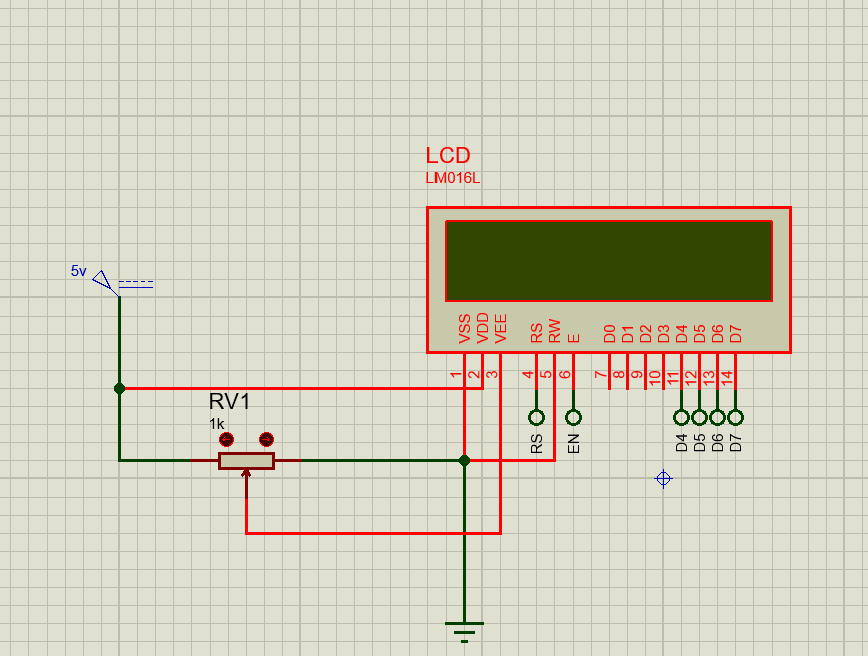 LCD
LM016L
5v
VSS VDD VEE RS RW E D0 D1 D2 D3 D4 D5 D6 D7
1 2 3 4 5 6 7 8 9 10 11 12 13 14
RV1
1k
RS EN D4 D5 D6 D7